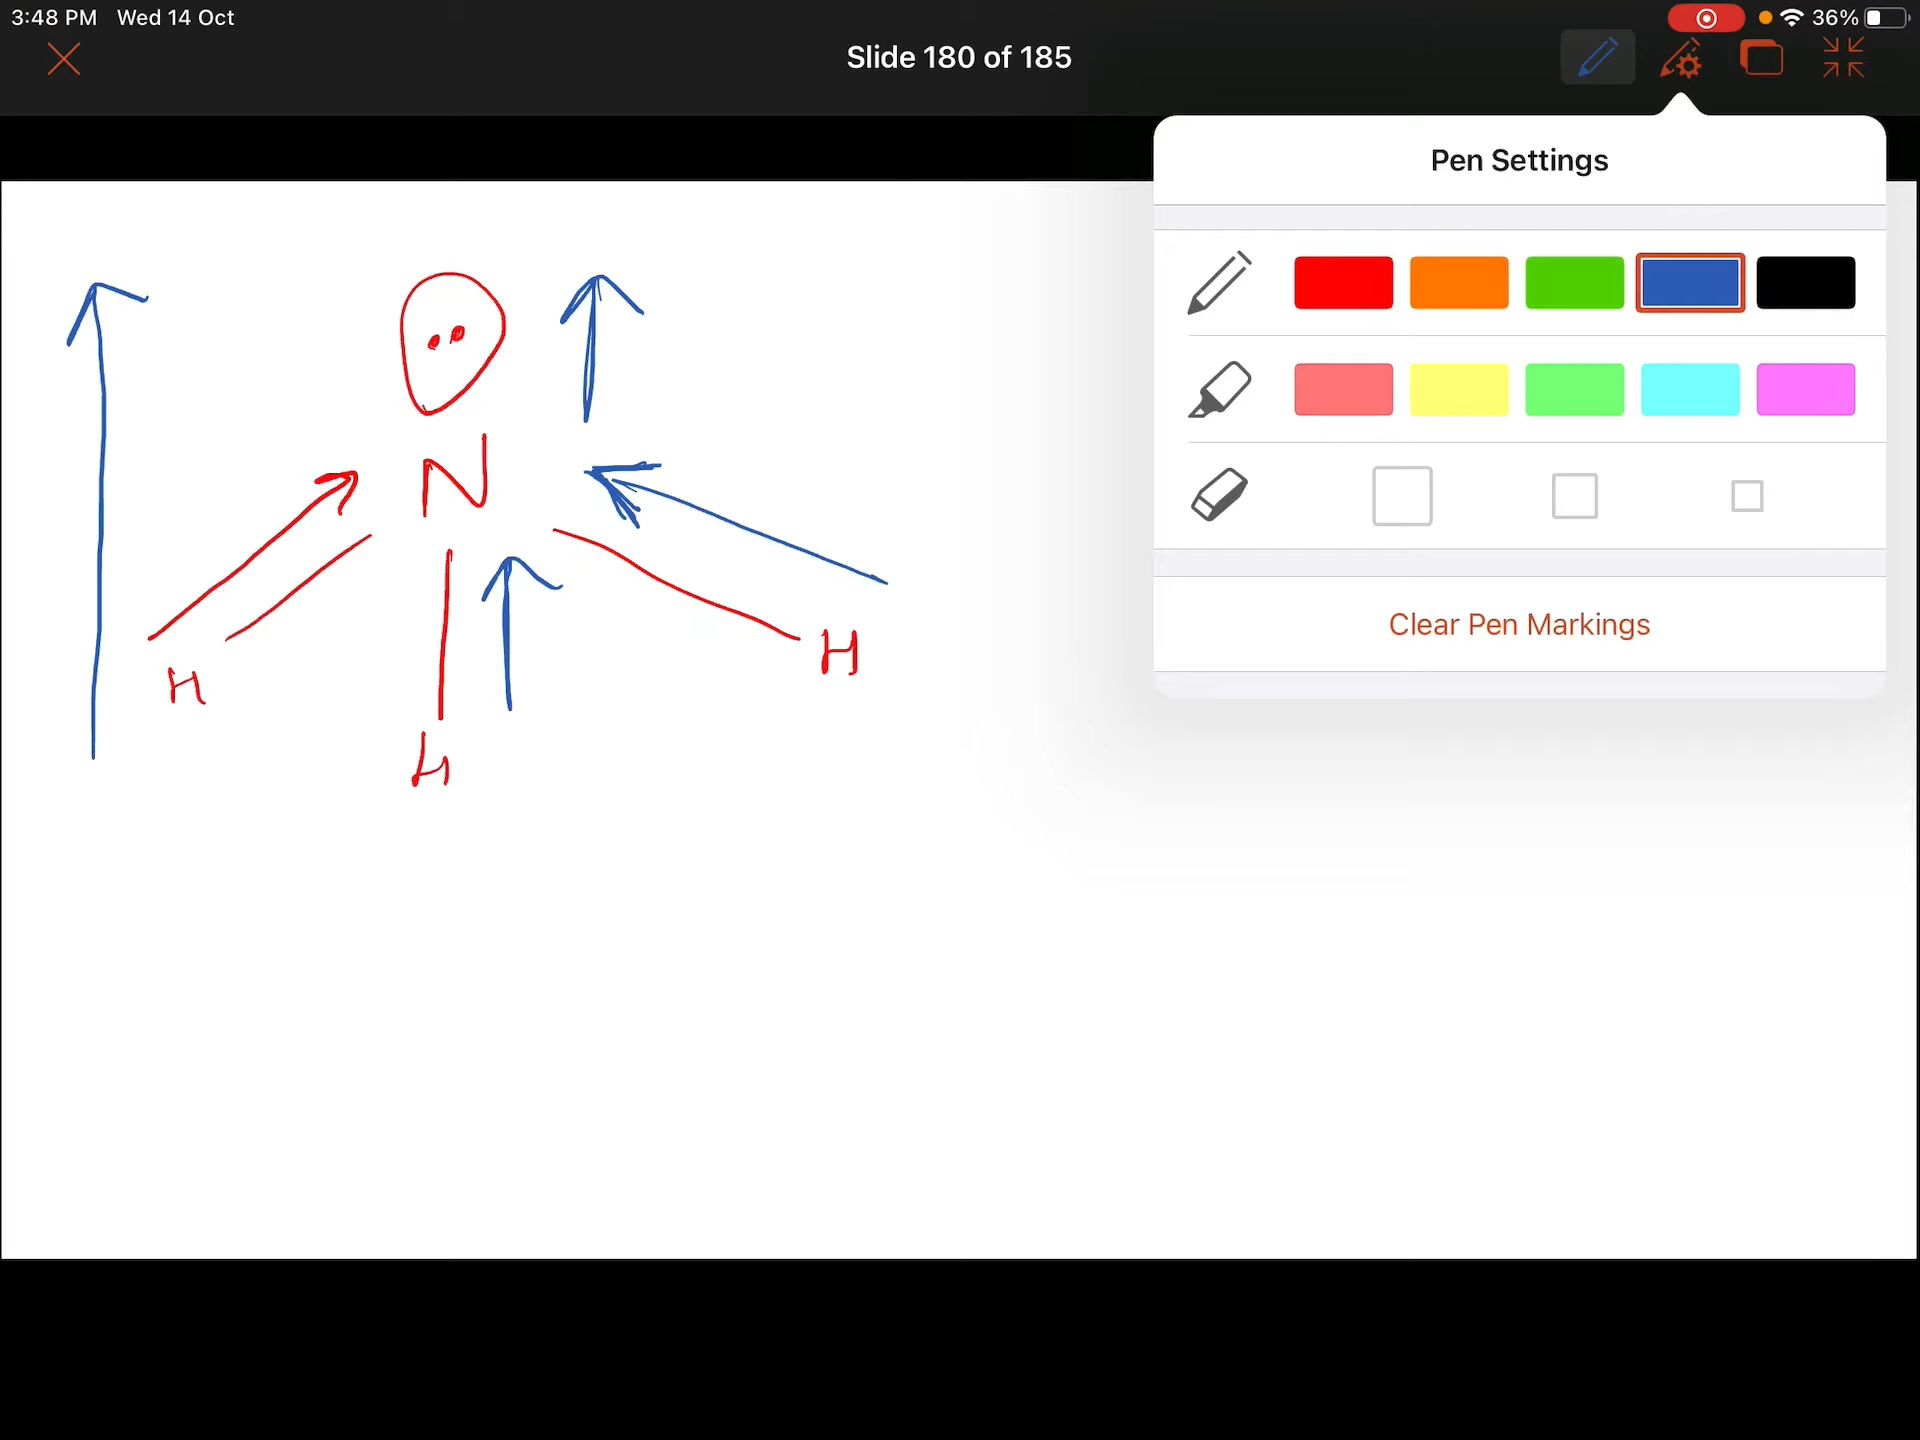 3:48 PM Wed 14 Oct
36%
Slide 180 of 185
Pen Settings
N
H
H
H
Clear Pen Markings